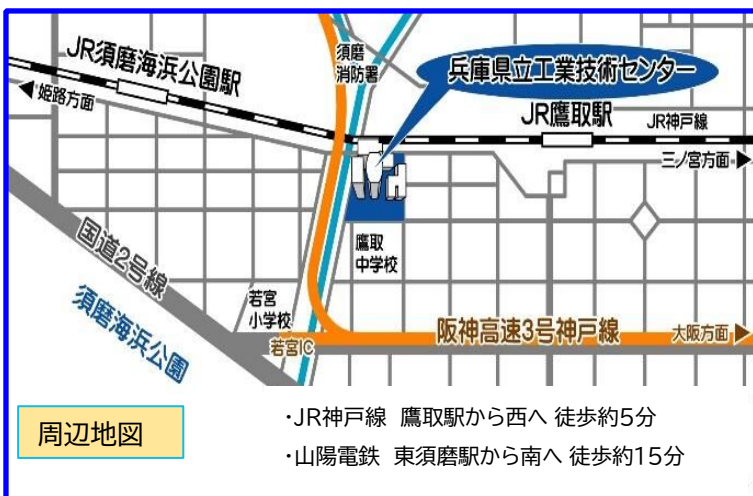 JR須磨海浜公園駅
姫路方面
須磨
消防署
兵庫県立工業技術センター
JR鷹取駅
JR神戸線
三ノ宮方面
国道2号線
須磨海浜公園
鷹取
中学校
若宮
小学校
若宮IC
阪神高速3号神戸線
大阪方面
周辺地図
・JR神戸線 鷹取駅から西へ 徒歩約5分
・山陽電鉄 東須磨駅から南へ 徒歩約15分